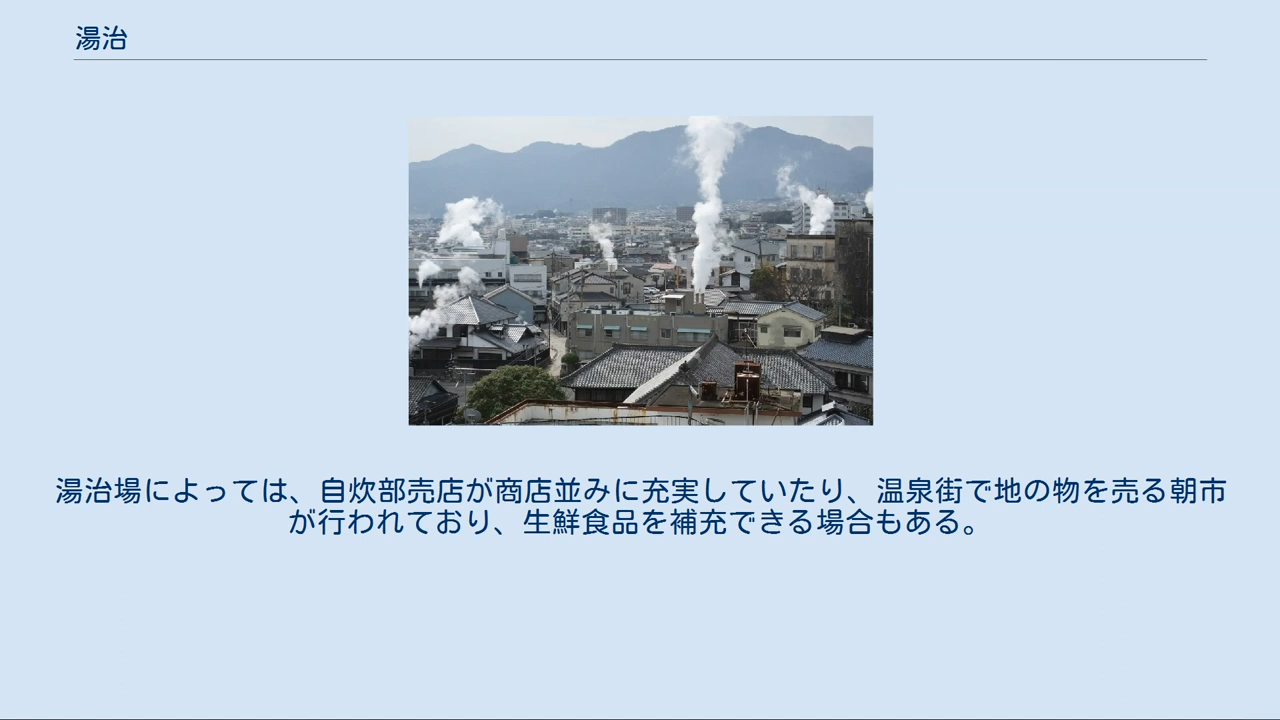 湯治
湯治場によっては、自炊部売店が商店並みに充実していたり、温泉街で地の物を売る朝市
が行われており、生鮮食品を補充できる場合もある。